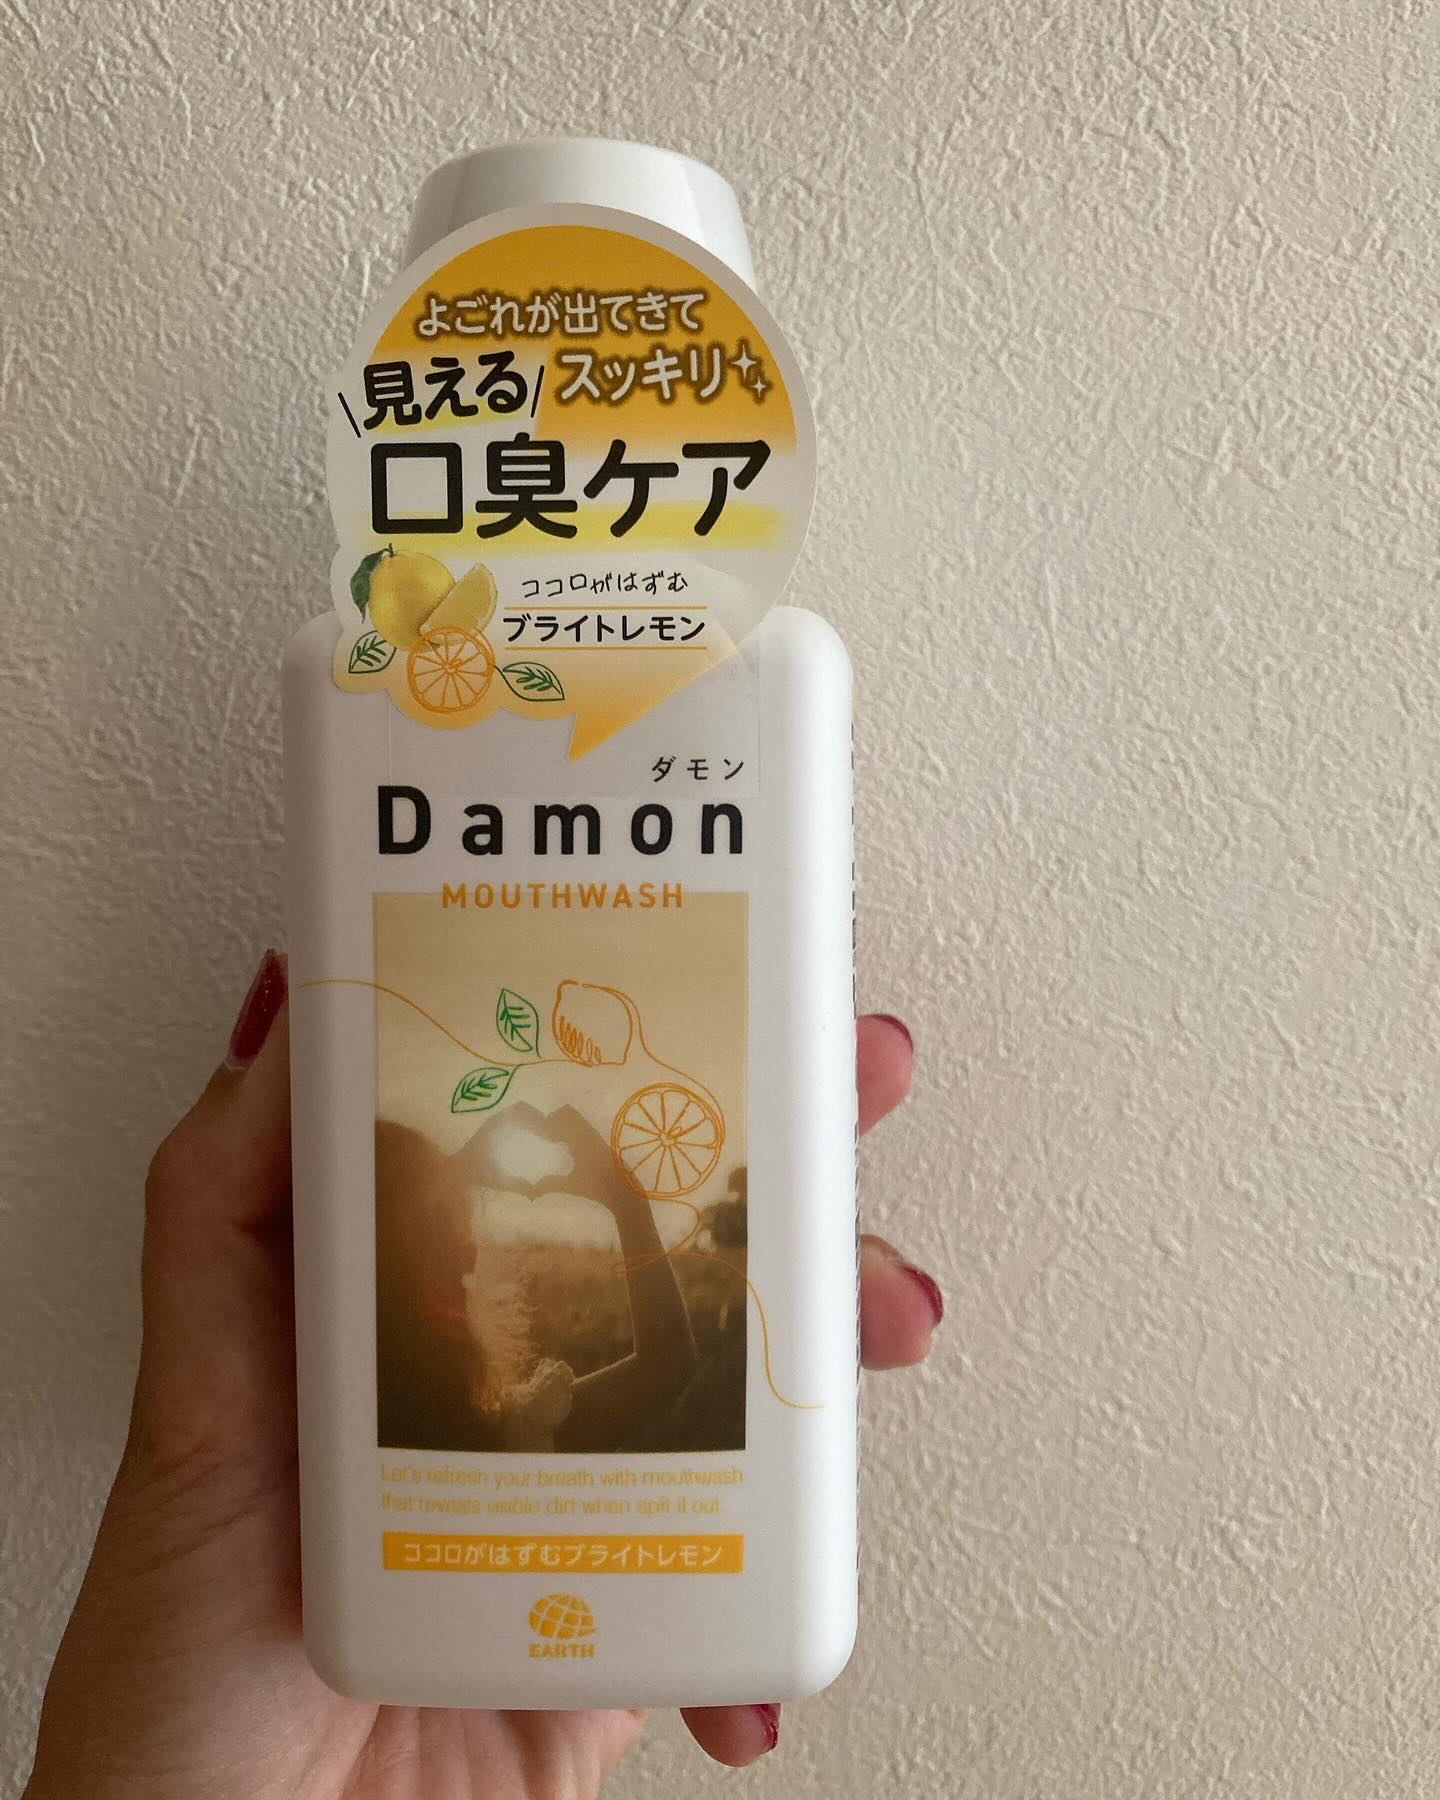 よごれが出てきて
見える スッキリ
口臭ケア
ココロがはずむ
ブライトレモン
ダモン
Damon
MOUTHWASH
Let's refresh your breath with mouthwash
that reveals visible dirt when spit it out.
ココロがはずむブライトレモン
EARTH